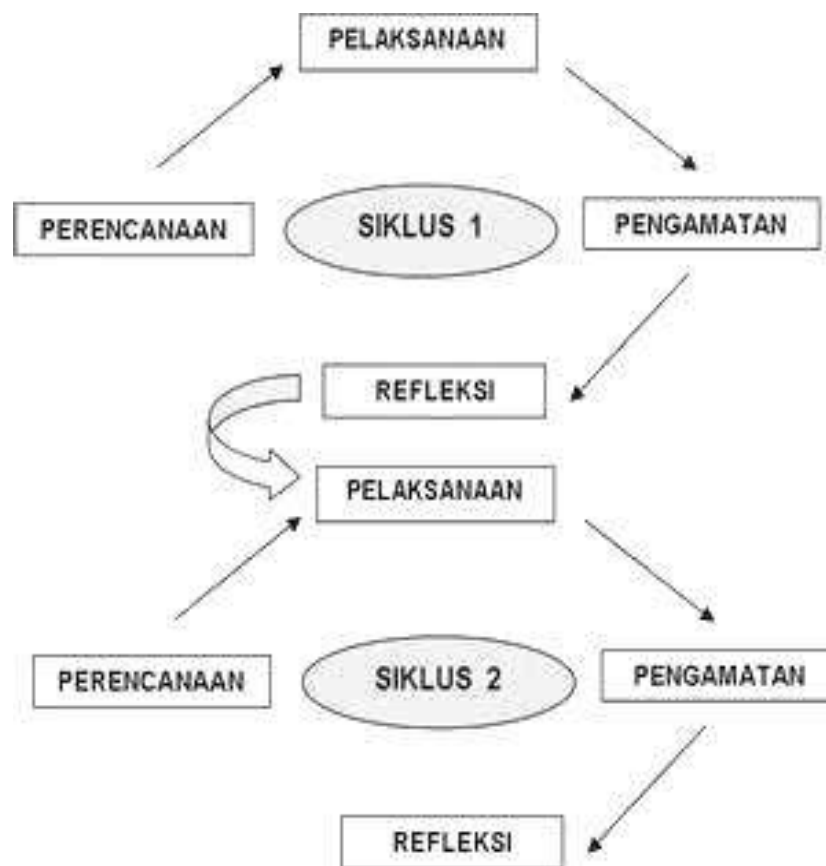 PELAKSANAAN
PERENCANAAN
SIKLUS 1
PENGAMATAN
REFLEKSI
PELAKSANAAN
PERENCANAAN
SIKLUS 2
PENGAMATAN
REFLEKSI